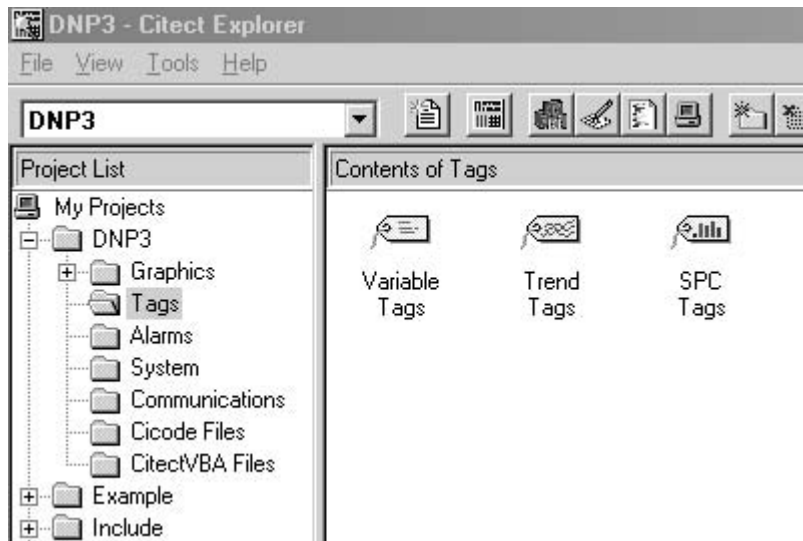 DNP3 - Citect Explorer
File View Tools Help
DNP3
Project List
My Projects
DNP3
Graphics
Tags
Alarms
System
Communications
Cicode Files
CitectVBA Files
Example
Include
Contents of Tags
Variable
Tags
Trend
Tags
SPC
Tags